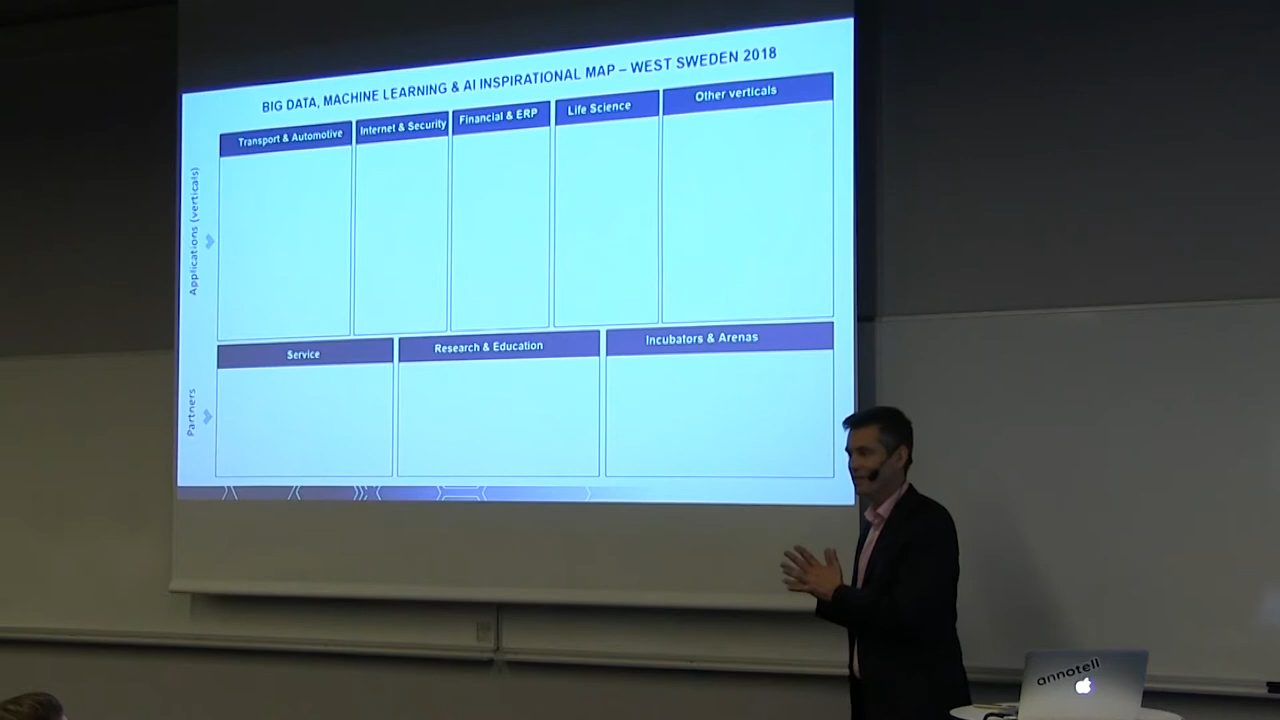 BIG DATA, MACHINE LEARNING & AI INSPIRATIONAL MAP – WEST SWEDEN 2018
Applications (verticals)
Transport & Automotive
Internet & Security
Financial & ERP
Life Science
Other verticals
Partners
Service
Research & Education
Incubators & Arenas
annotell